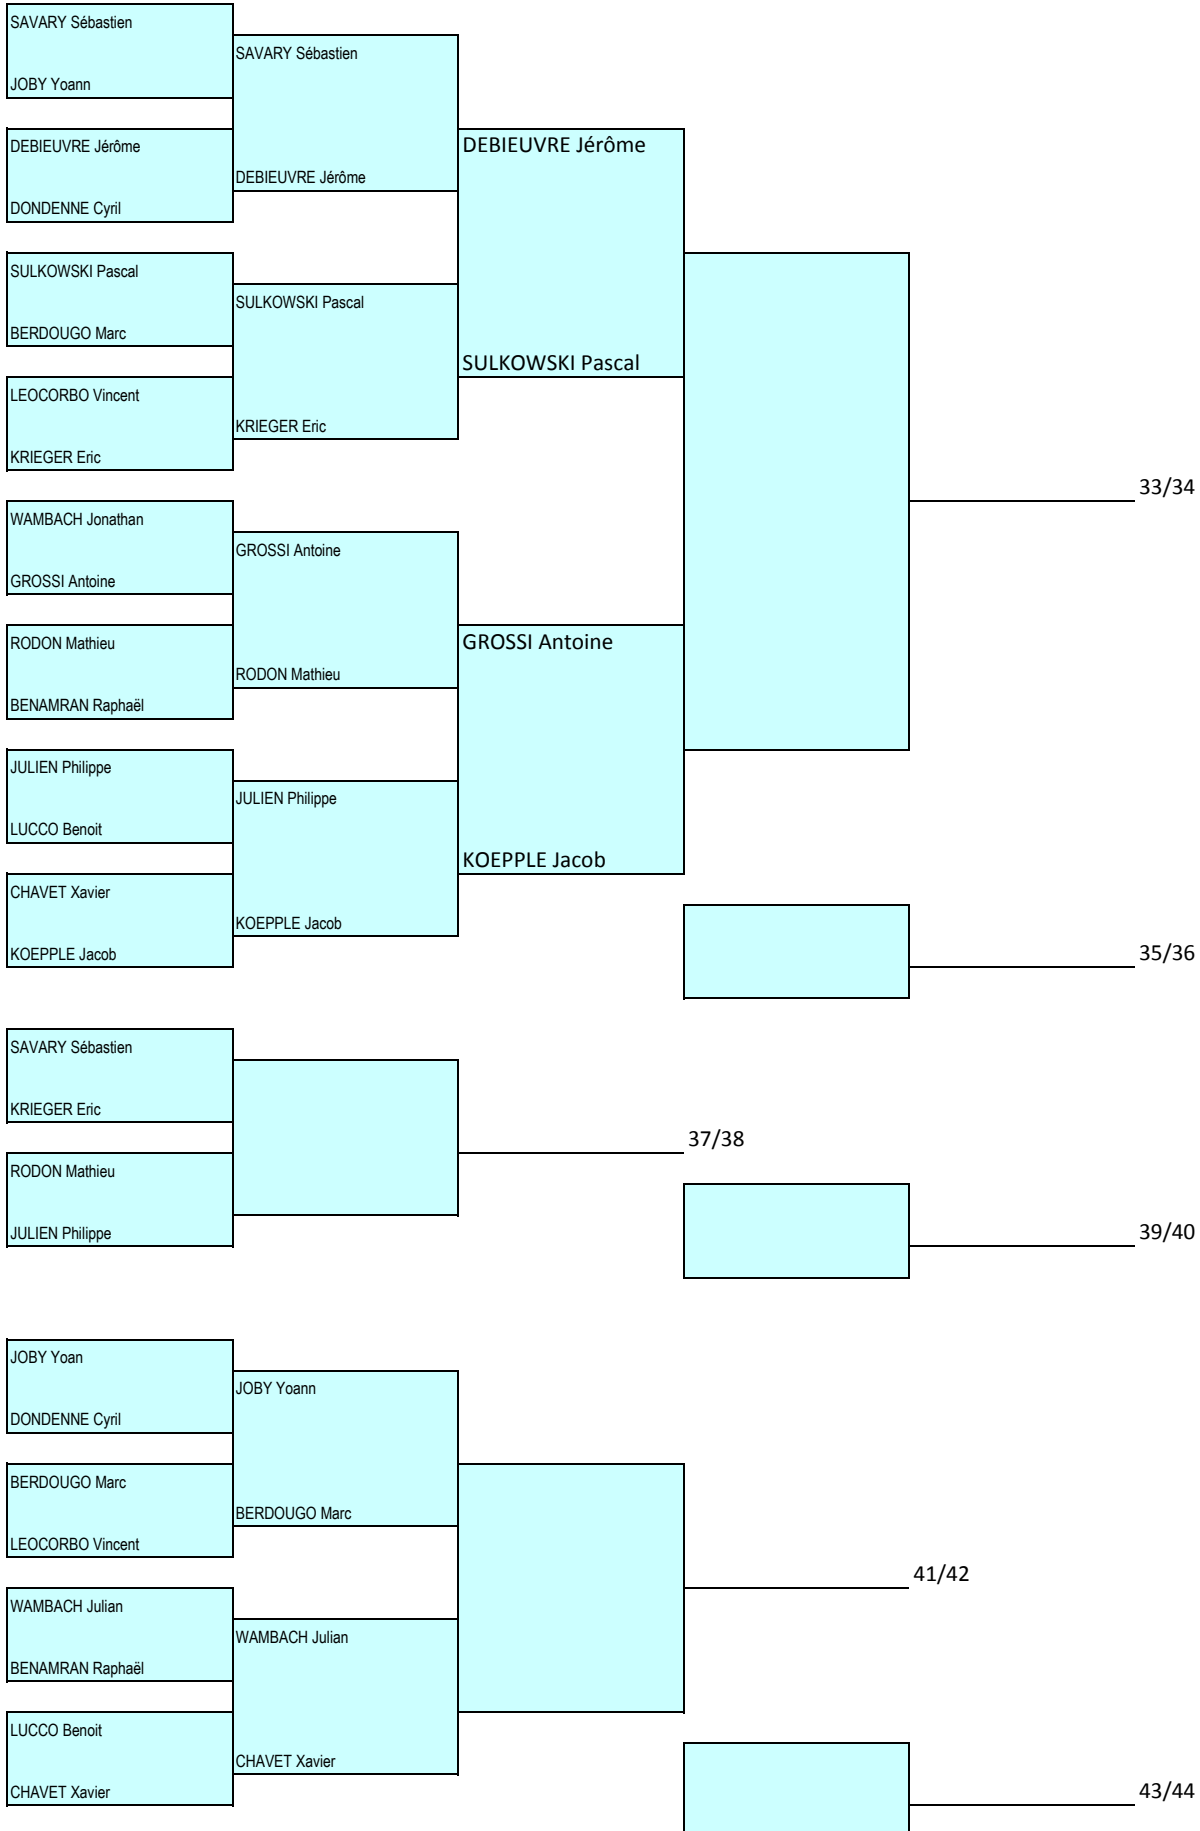 SAVARY Sébastien
SAVARY Sébastien
JOBY Yoann
DEBIEUVRE Jérôme
DEBIEUVRE Jérôme
DEBIEUVRE Jérôme
DONDENNE Cyril
SULKOWSKI Pascal
SULKOWSKI Pascal
BERDOUGO Marc
SULKOWSKI Pascal
LEOCORBO Vincent
KRIEGER Eric
KRIEGER Eric
33/34
WAMBACH Jonathan
GROSSI Antoine
GROSSI Antoine
RODON Mathieu
GROSSI Antoine
RODON Mathieu
BENAMRAN Raphaël
JULIEN Philippe
JULIEN Philippe
LUCCO Benoit
KOEPPLE Jacob
CHAVET Xavier
KOEPPLE Jacob
KOEPPLE Jacob
35/36
SAVARY Sébastien
KRIEGER Eric
37/38
RODON Mathieu
JULIEN Philippe
39/40
JOBY Yoan
JOBY Yoann
DONDENNE Cyril
BERDOUGO Marc
BERDOUGO Marc
LEOCORBO Vincent
41/42
WAMBACH Julian
WAMBACH Julian
BENAMRAN Raphaël
LUCCO Benoit
CHAVET Xavier
CHAVET Xavier
43/44